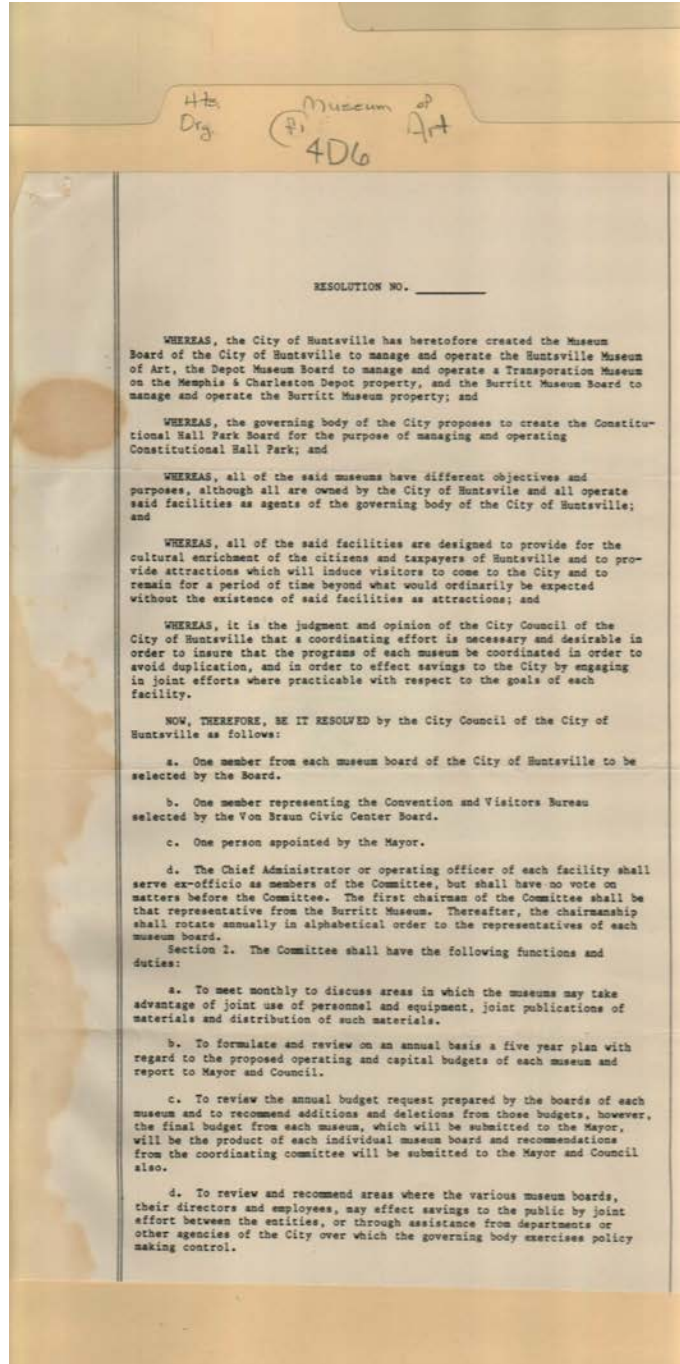 Hts. Museum of
Org. Art
4D6
RESOLUTION NO. ________
WHEREAS, the City of Huntsville has heretofore created the Museum
Board of the City of Huntsville to manage and operate the Huntsville Museum
of Art, the Depot Museum Board to manage and operate a Transporation Museum
on the Memphis & Charleston Depot property, and the Burritt Museum Board to
manage and operate the Burritt Museum property; and
WHEREAS, the governing body of the City proposes to create the Constitu-
tional Hall Park Board for the purpose of managing and operating
Constitutional Hall Park; and
WHEREAS, all of the said museums have different objectives and
purposes, although all are owned by the City of Huntsvile and all operate
said facilities as agents of the governing body of the City of Huntsville;
and
WHEREAS, all of the said facilities are designed to provide for the
cultural enrichment of the citizens and taxpayers of Huntsville and to pro-
vide attractions which will induce visitors to come to the City and to
remain for a period of time beyond what would ordinarily be expected
without the existence of said facilities as attractions; and
WHEREAS, it is the judgment and opinion of the City Council of the
City of Huntsville that a coordinating effort is necessary and desirable in
order to insure that the programs of each museum be coordinated in order to
avoid duplication, and in order to effect savings to the City by engaging
in joint efforts where practicable with respect to the goals of each
facility.
NOW, THEREFORE, BE IT RESOLVED by the City Council of the City of
Huntsville as follows:
a. One member from each museum board of the City of Huntsville to be
selected by the Board.
b. One member representing the Convention and Visitors Bureau
selected by the Von Braun Civic Center Board.
c. One person appointed by the Mayor.
d. The Chief Administrator or operating officer of each facility shall
serve ex-officio as members of the Committee, but shall have no vote on
matters before the Committee. The first chairman of the Committee shall be
that representative from the Burritt Museum. Thereafter, the chairmanship
shall rotate annually in alphabetical order to the representatives of each
museum board.
Section 2. The Committee shall have the following functions and
duties:
a. To meet monthly to discuss areas in which the museums may take
advantage of joint use of personnel and equipment, joint publications of
materials and distribution of such materials.
b. To formulate and review on an annual basis a five year plan with
regard to the proposed operating and capital budgets of each museum and
report to Mayor and Council.
c. To review the annual budget request prepared by the boards of each
museum and to recommend additions and deletions from those budgets, however,
the final budget from each museum, which will be submitted to the Mayor,
will be the product of each individual museum board and recommendations
from the coordinating committee will be submitted to the Mayor and Council
also.
d. To review and recommend areas where the various museum boards,
their directors and employees, may effect savings to the public by joint
effort between the entities, or through assistance from departments or
other agencies of the City over which the governing body exercises policy
making control.